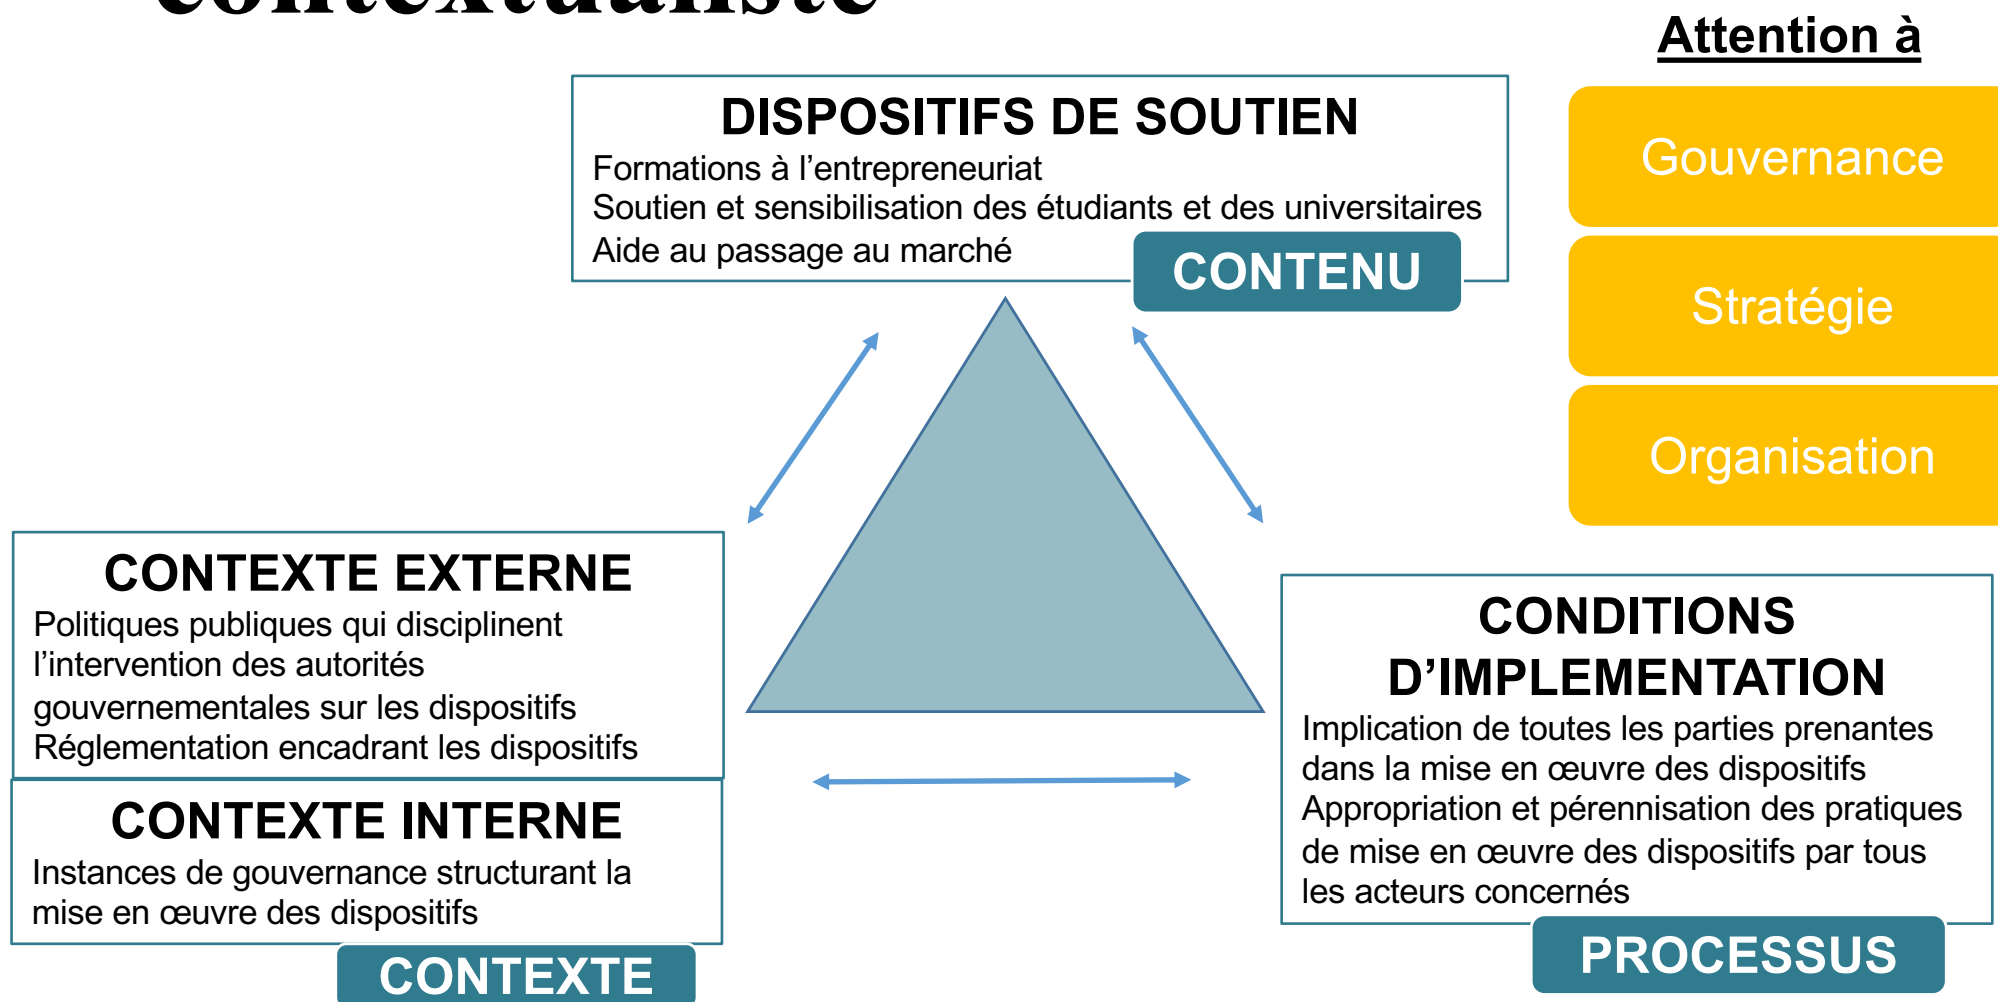 contextualiste
Attention à
DISPOSITIFS DE SOUTIEN
Formations à l’entrepreneuriat
Soutien et sensibilisation des étudiants et des universitaires
Aide au passage au marché
CONTENU
Gouvernance
Stratégie
Organisation
CONTEXTE EXTERNE
Politiques publiques qui disciplinent
l’intervention des autorités
gouvernementales sur les dispositifs
Réglementation encadrant les dispositifs
CONTEXTE INTERNE
Instances de gouvernance structurant la
mise en œuvre des dispositifs
CONTEXTE
CONDITIONS
D’IMPLEMENTATION
Implication de toutes les parties prenantes
dans la mise en œuvre des dispositifs
Appropriation et pérennisation des pratiques
de mise en œuvre des dispositifs par tous
les acteurs concernés
PROCESSUS